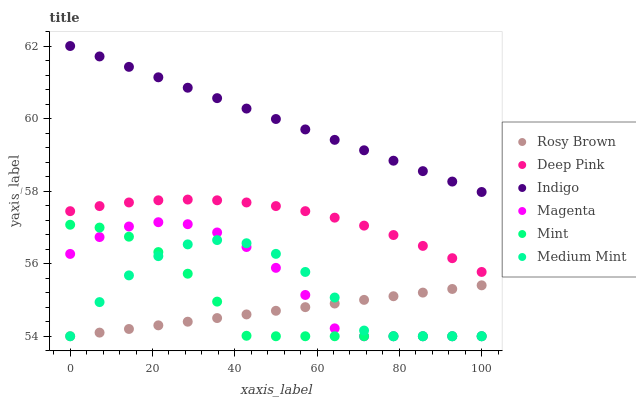 title
62
60
58
56
54
0
20
40
60
80
100
yaxis_label
xaxis_label
Rosy Brown
Deep Pink
Indigo
Magenta
Mint
Medium Mint